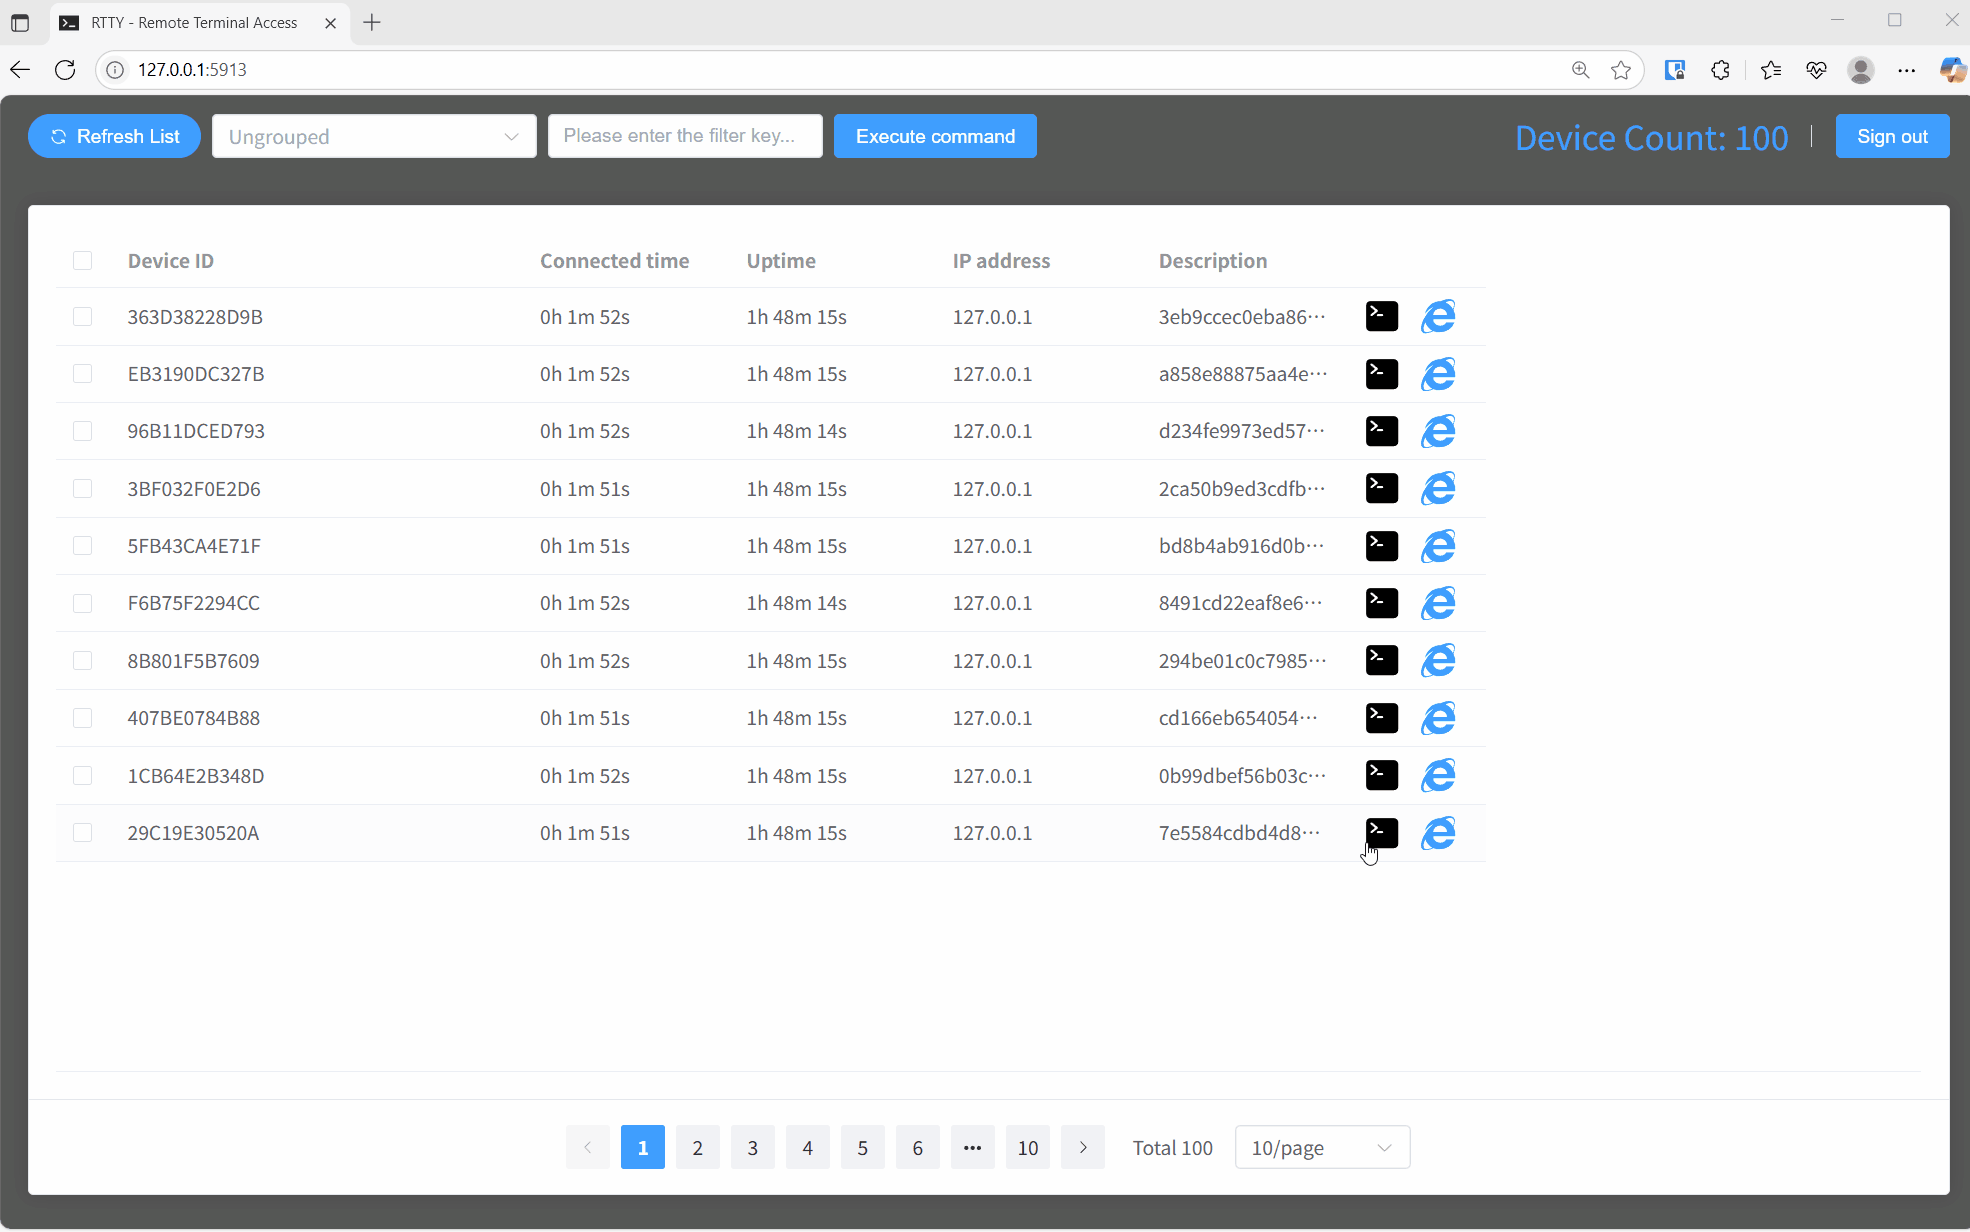 RTTY - Remote Terminal Access
127.0.0.1:5913
Refresh List
Ungrouped
Please enter the filter key...
Execute command
Device Count: 100
Sign out
Device ID Connected time Uptime IP address Description
363D38228D9B 0h 1m 52s 1h 48m 15s 127.0.0.1 3eb9ccec0eba86···
EB3190DC327B 0h 1m 52s 1h 48m 15s 127.0.0.1 a858e88875aa4e···
96B11DCED793 0h 1m 52s 1h 48m 14s 127.0.0.1 d234fe9973ed57···
3BF032F0E2D6 0h 1m 51s 1h 48m 15s 127.0.0.1 2ca50b9ed3cdfb···
5FB43CA4E71F 0h 1m 51s 1h 48m 15s 127.0.0.1 bd8b4ab916d0b···
F6B75F2294CC 0h 1m 52s 1h 48m 14s 127.0.0.1 8491cd22eaf8e6···
8B801F5B7609 0h 1m 52s 1h 48m 15s 127.0.0.1 294be01c0c7985···
407BE0784B88 0h 1m 51s 1h 48m 15s 127.0.0.1 cd166eb654054···
1CB64E2B348D 0h 1m 52s 1h 48m 15s 127.0.0.1 0b99dbef56b03c···
29C19E30520A 0h 1m 51s 1h 48m 15s 127.0.0.1 7e5584cdbd4d8···
1 2 3 4 5 6 ··· 10 Total 100 10/page